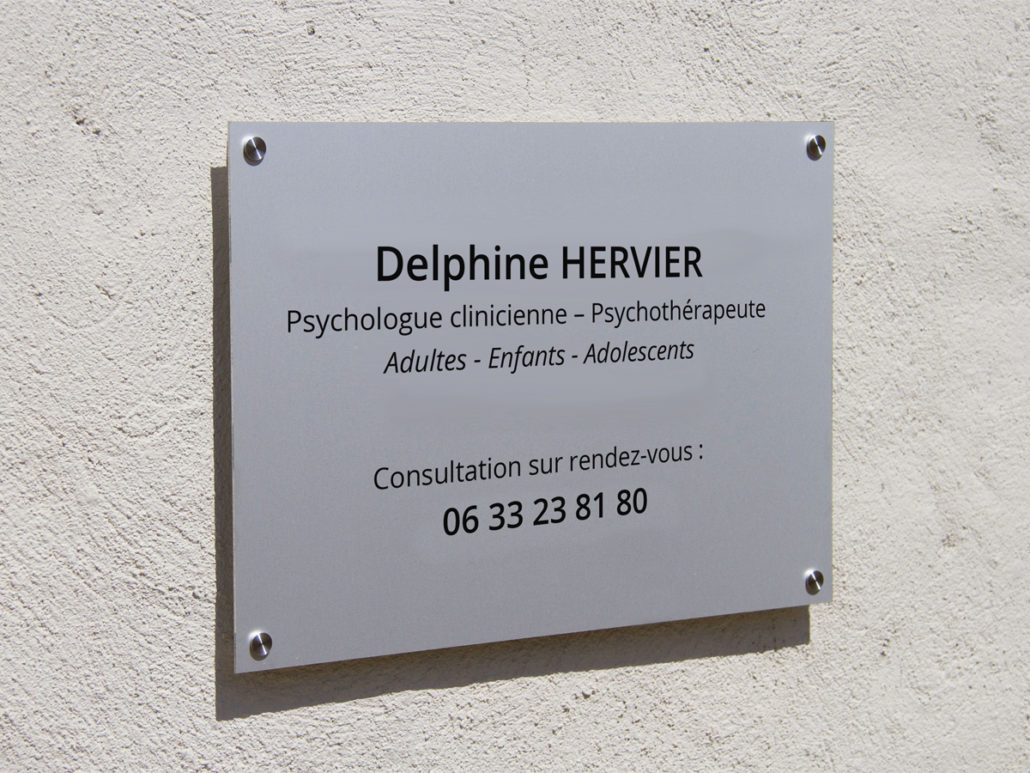 Delphine HERVIER
Psychologue clinicienne – Psychothérapeute
Adultes - Enfants - Adolescents
Consultation sur rendez-vous :
06 33 23 81 80